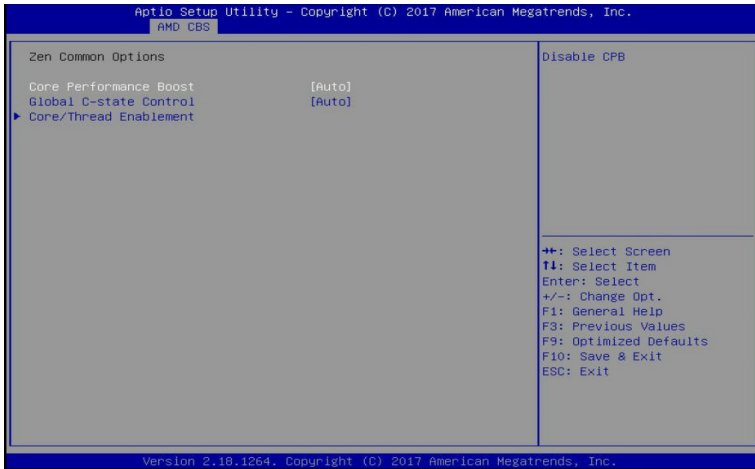 Aptio Setup Utility – Copyright (C) 2017 American Megatrends, Inc.
AMD CBS
Zen Common Options
Disable CPB
Core Performance Boost [Auto]
Global C-state Control [Auto]
Core/Thread Enablement
→←: Select Screen
↑↓: Select Item
Enter: Select
+/-: Change Opt.
F1: General Help
F3: Previous Values
F9: Optimized Defaults
F10: Save & Exit
ESC: Exit
Version 2.18.1264. Copyright (C) 2017 American Megatrends, Inc.